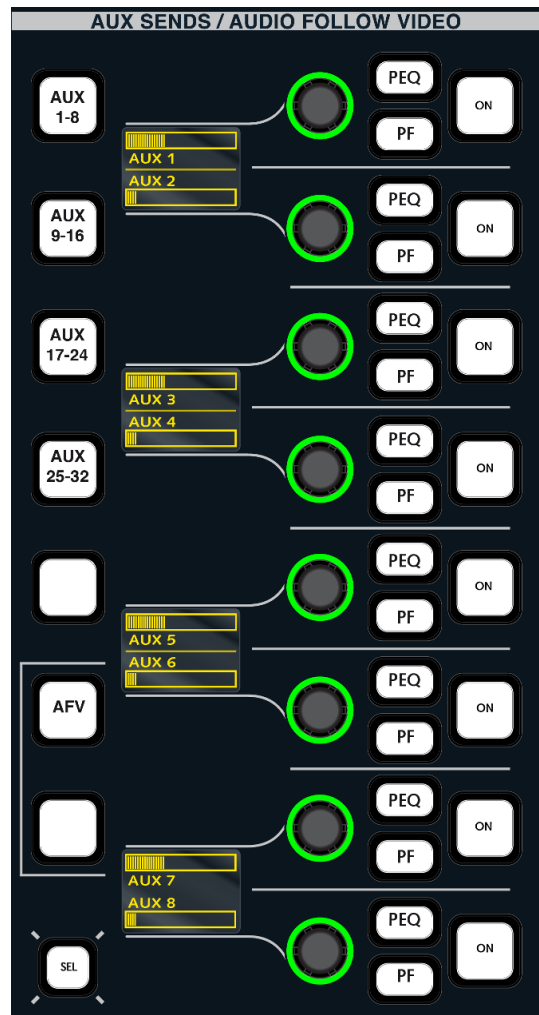 AUX SENDS / AUDIO FOLLOW VIDEO
AUX
1-8
AUX 1
AUX 2
PEQ
PF
ON
AUX
9-16
PEQ
PF
ON
AUX
17-24
AUX 3
AUX 4
PEQ
PF
ON
AUX
25-32
PEQ
PF
ON
AUX 5
AUX 6
PEQ
PF
ON
AFV
PEQ
PF
ON
AUX 7
AUX 8
PEQ
PF
ON
SEL
PEQ
PF
ON